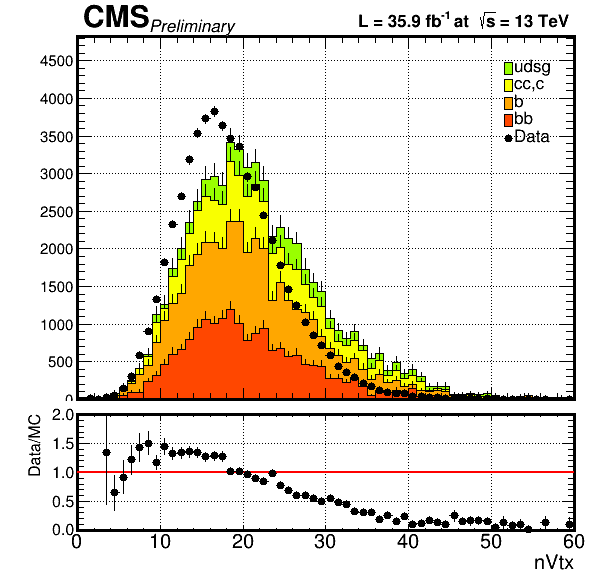 CMS Preliminary L = 35.9 fb⁻¹ at √s = 13 TeV
4500
4000
3500
3000
2500
2000
1500
1000
500
0
udsg
cc,c
b
bb
Data
Data/MC
2.0
1.5
1.0
0.5
0.0
0 10 20 30 40 50 60
nVtx